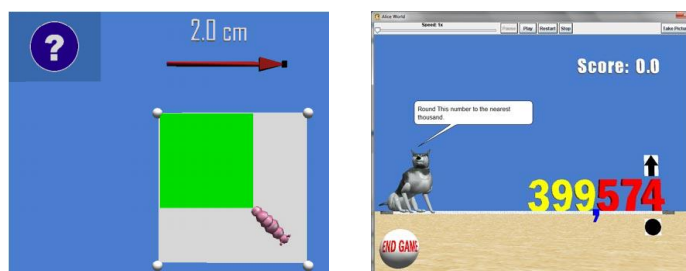 ?
2.0 cm
Alice World
Speed: 1x
Pause
Play
Restart
Stop
Take Pictur
Score: 0.0
Round This number to the nearest
thousand.
399,574
END GAME